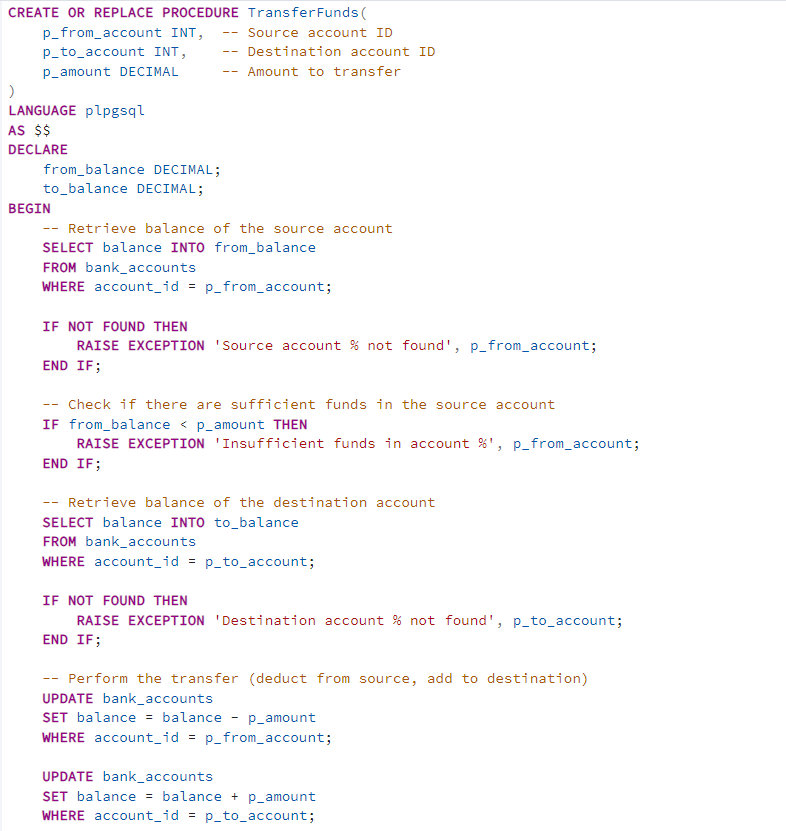 CREATE OR REPLACE PROCEDURE TransferFunds(
    p_from_account INT,  -- Source account ID
    p_to_account INT,    -- Destination account ID
    p_amount DECIMAL     -- Amount to transfer
)
LANGUAGE plpgsql
AS $$
DECLARE
    from_balance DECIMAL;
    to_balance DECIMAL;
BEGIN
    -- Retrieve balance of the source account
    SELECT balance INTO from_balance
    FROM bank_accounts
    WHERE account_id = p_from_account;

    IF NOT FOUND THEN
        RAISE EXCEPTION 'Source account % not found', p_from_account;
    END IF;

    -- Check if there are sufficient funds in the source account
    IF from_balance < p_amount THEN
        RAISE EXCEPTION 'Insufficient funds in account %', p_from_account;
    END IF;

    -- Retrieve balance of the destination account
    SELECT balance INTO to_balance
    FROM bank_accounts
    WHERE account_id = p_to_account;

    IF NOT FOUND THEN
        RAISE EXCEPTION 'Destination account % not found', p_to_account;
    END IF;

    -- Perform the transfer (deduct from source, add to destination)
    UPDATE bank_accounts
    SET balance = balance - p_amount
    WHERE account_id = p_from_account;

    UPDATE bank_accounts
    SET balance = balance + p_amount
    WHERE account_id = p_to_account;